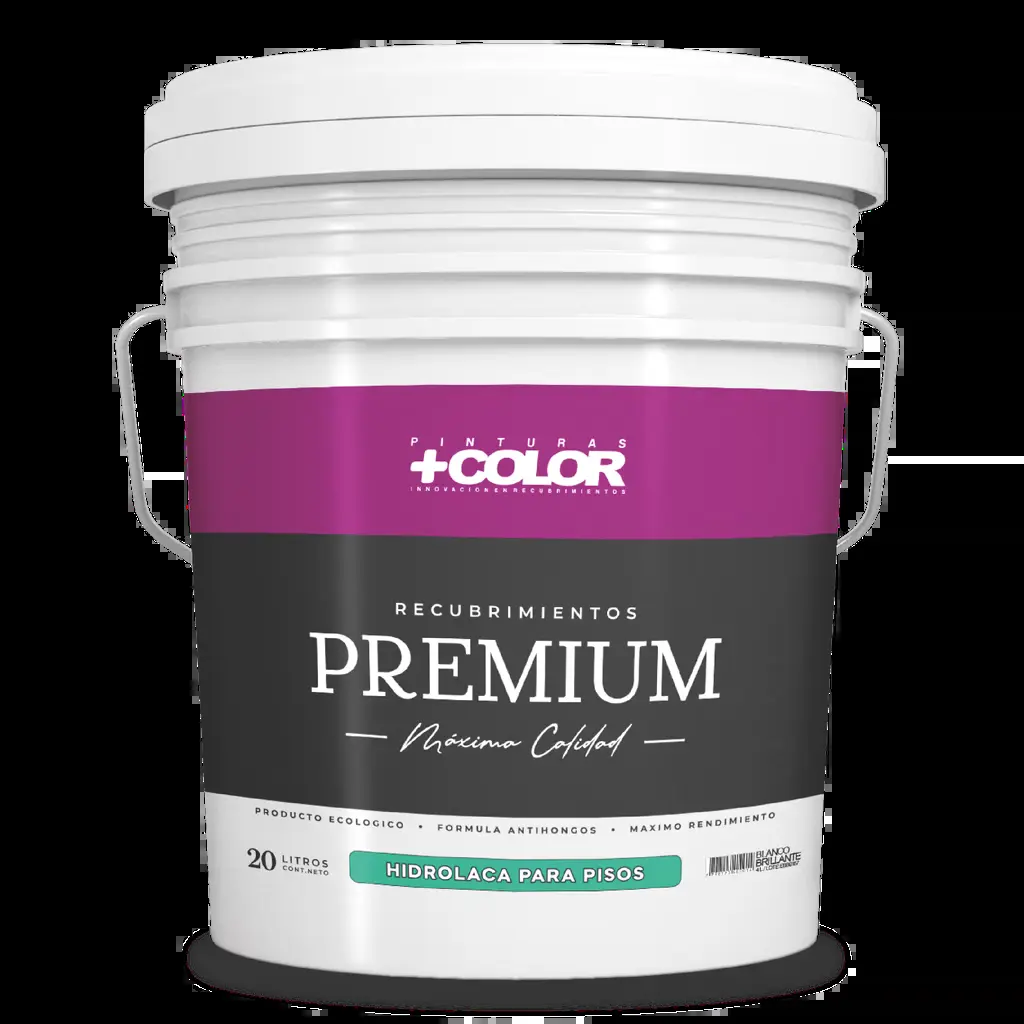 PINTURAS
+COLOR
INNOVACION EN RECUBRIMIENTOS
RECUBRIMIENTOS
PREMIUM
Máxima Calidad
PRODUCTO ECOLOGICO • FORMULA ANTIHONGOS • MAXIMO RENDIMIENTO
20 LITROS
CONT.NETO
HIDROLACA PARA PISOS
BLANCO
BRILLANTE